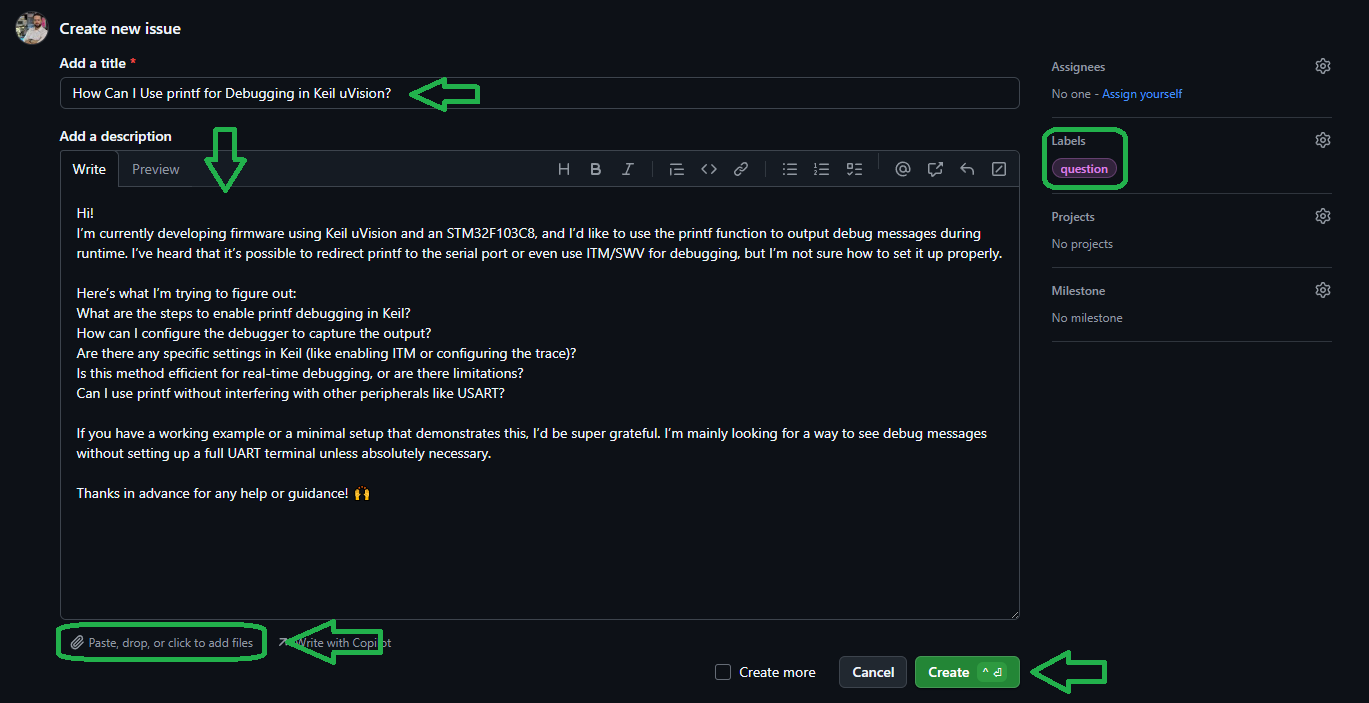 Create new issue
Add a title *
How Can I Use printf for Debugging in Keil uVision?
Add a description
Write Preview
Hi!
I’m currently developing firmware using Keil uVision and an STM32F103C8, and I’d like to use the printf function to output debug messages during
runtime. I’ve heard that it’s possible to redirect printf to the serial port or even use ITM/SWV for debugging, but I’m not sure how to set it up properly.
Here’s what I’m trying to figure out:
What are the steps to enable printf debugging in Keil?
How can I configure the debugger to capture the output?
Are there any specific settings in Keil (like enabling ITM or configuring the trace)?
Is this method efficient for real-time debugging, or are there limitations?
Can I use printf without interfering with other peripherals like USART?
If you have a working example or a minimal setup that demonstrates this, I’d be super grateful. I’m mainly looking for a way to see debug messages
without setting up a full UART terminal unless absolutely necessary.
Thanks in advance for any help or guidance! 🙌
Paste, drop, or click to add files
Write with Copilot
Create more
Cancel
Create
Assignees
No one - Assign yourself
Labels
question
Projects
No projects
Milestone
No milestone